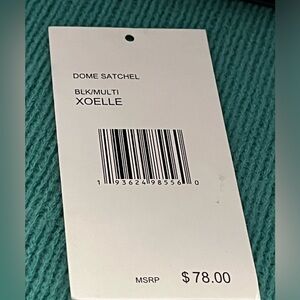 DOME SATCHEL
BLK/MULTI
XOELLE
1 93624 98556 0
MSRP $78.00